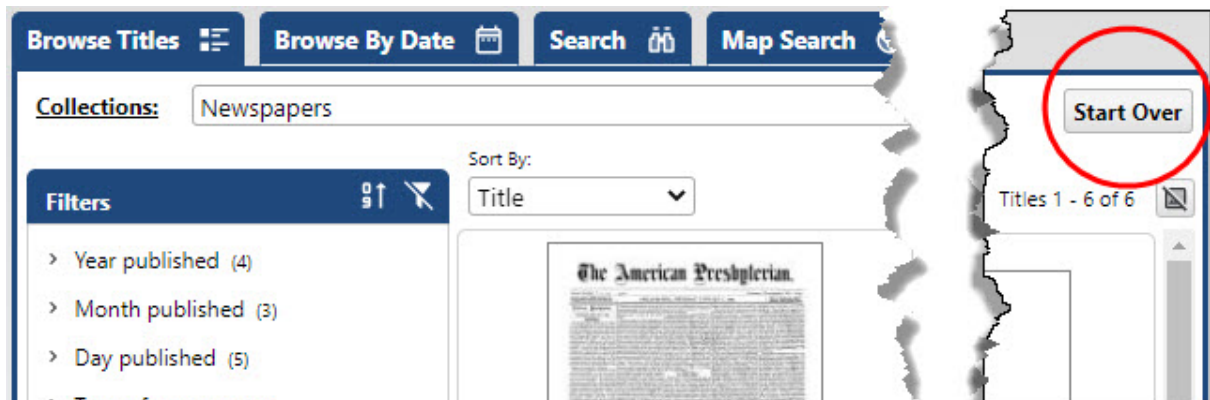 Browse Titles Browse By Date Search Map Search
Collections: Newspapers Start Over
Sort By:
Filters Title Titles 1 - 6 of 6
Year published (4)
The American Presbyterian.
Month published (3)
Day published (5)